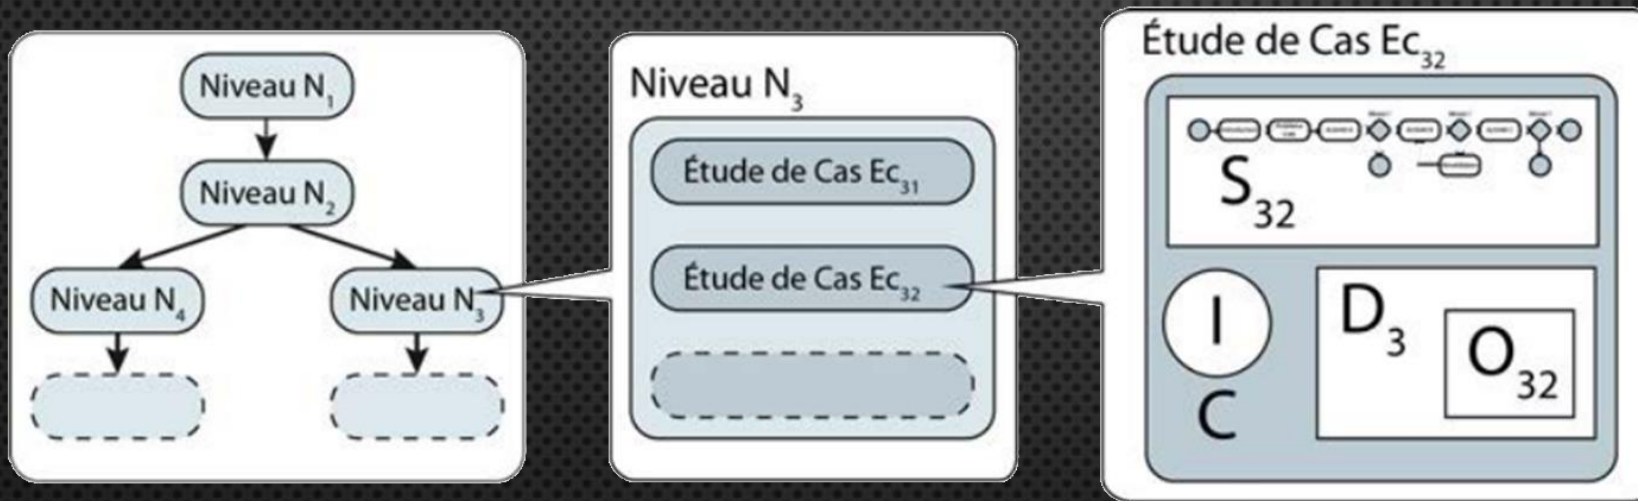 Niveau N₁
Niveau N₂
Niveau N₄
Niveau N₃
Niveau N₃
Étude de Cas Ec₃₁
Étude de Cas Ec₃₂
Étude de Cas Ec₃₂
S₃₂
I
C
D₃
O₃₂